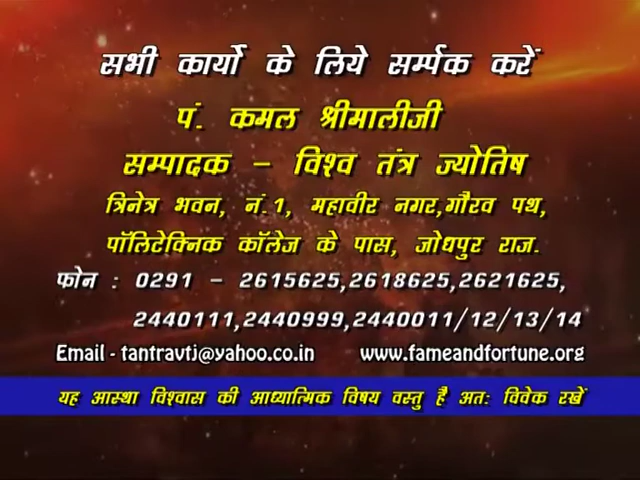 सभी कार्यो के लिये सर्म्पक करें
पं. कमल श्रीमालीजी
सम्पादक - विश्व तंत्र ज्योतिष
त्रिनेत्र भवन, नं.1, महावीर नगर,गौरव पथ,
पॉलिटेक्निक कॉलेज के पास, जोधपुर राज.
फोन : 0291 - 2615625,2618625,2621625,
2440111,2440999,2440011/12/13/14
Email - tantravtj@yahoo.co.in www.fameandfortune.org
यह आस्था विश्वास की आध्यात्मिक विषय वस्तु है अत: विवेक रखें